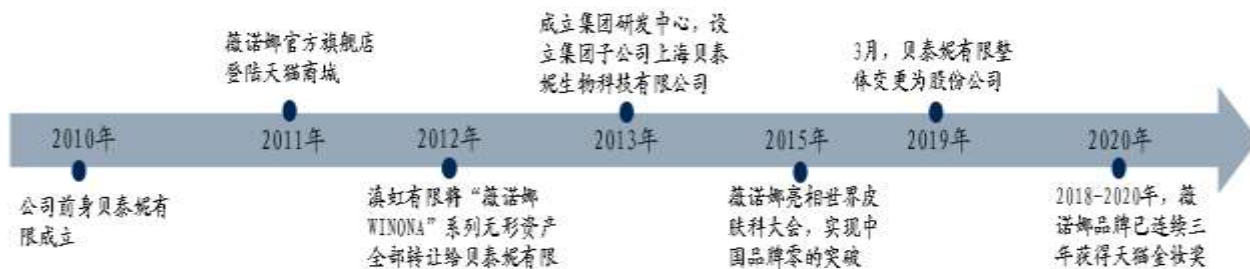 薇诺娜官方旗舰店
登陆天猫商城
成立集团研发中心，设
立集团子公司上海贝泰
妮生物科技有限公司
3月，贝泰妮有限整
体变更为股份公司
2010年
2011年
2012年
2013年
2015年
2019年
2020年
公司前身贝泰妮有
限成立
滇虹有限将“薇诺娜
WINONA”系列无形资产
全部转让给贝泰妮有限
薇诺娜亮相世界皮
肤科大会，实现中
国品牌零的突破
2018-2020年，薇
诺娜品牌已连续三
年获得天猫金妆奖